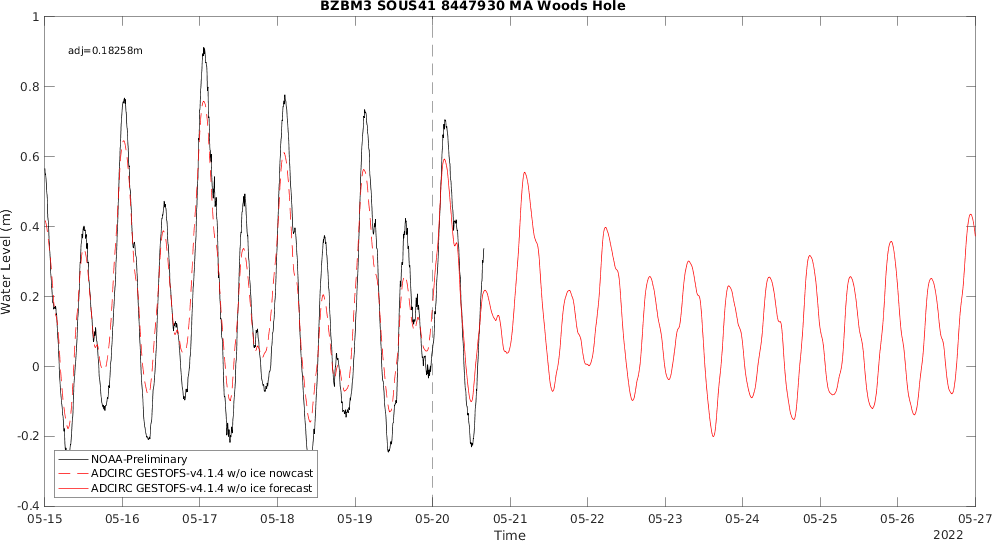 BZBM3 SOUS41 8447930 MA Woods Hole
1
adj=0.18258m
0.8
0.6
0.4
0.2
0
-0.2
-0.4
Water Level (m)
NOAA-Preliminary
ADCIRC GESTOFS-v4.1.4 w/o ice nowcast
ADCIRC GESTOFS-v4.1.4 w/o ice forecast
05-15 05-16 05-17 05-18 05-19 05-20 05-21 05-22 05-23 05-24 05-25 05-26 05-27
Time
2022